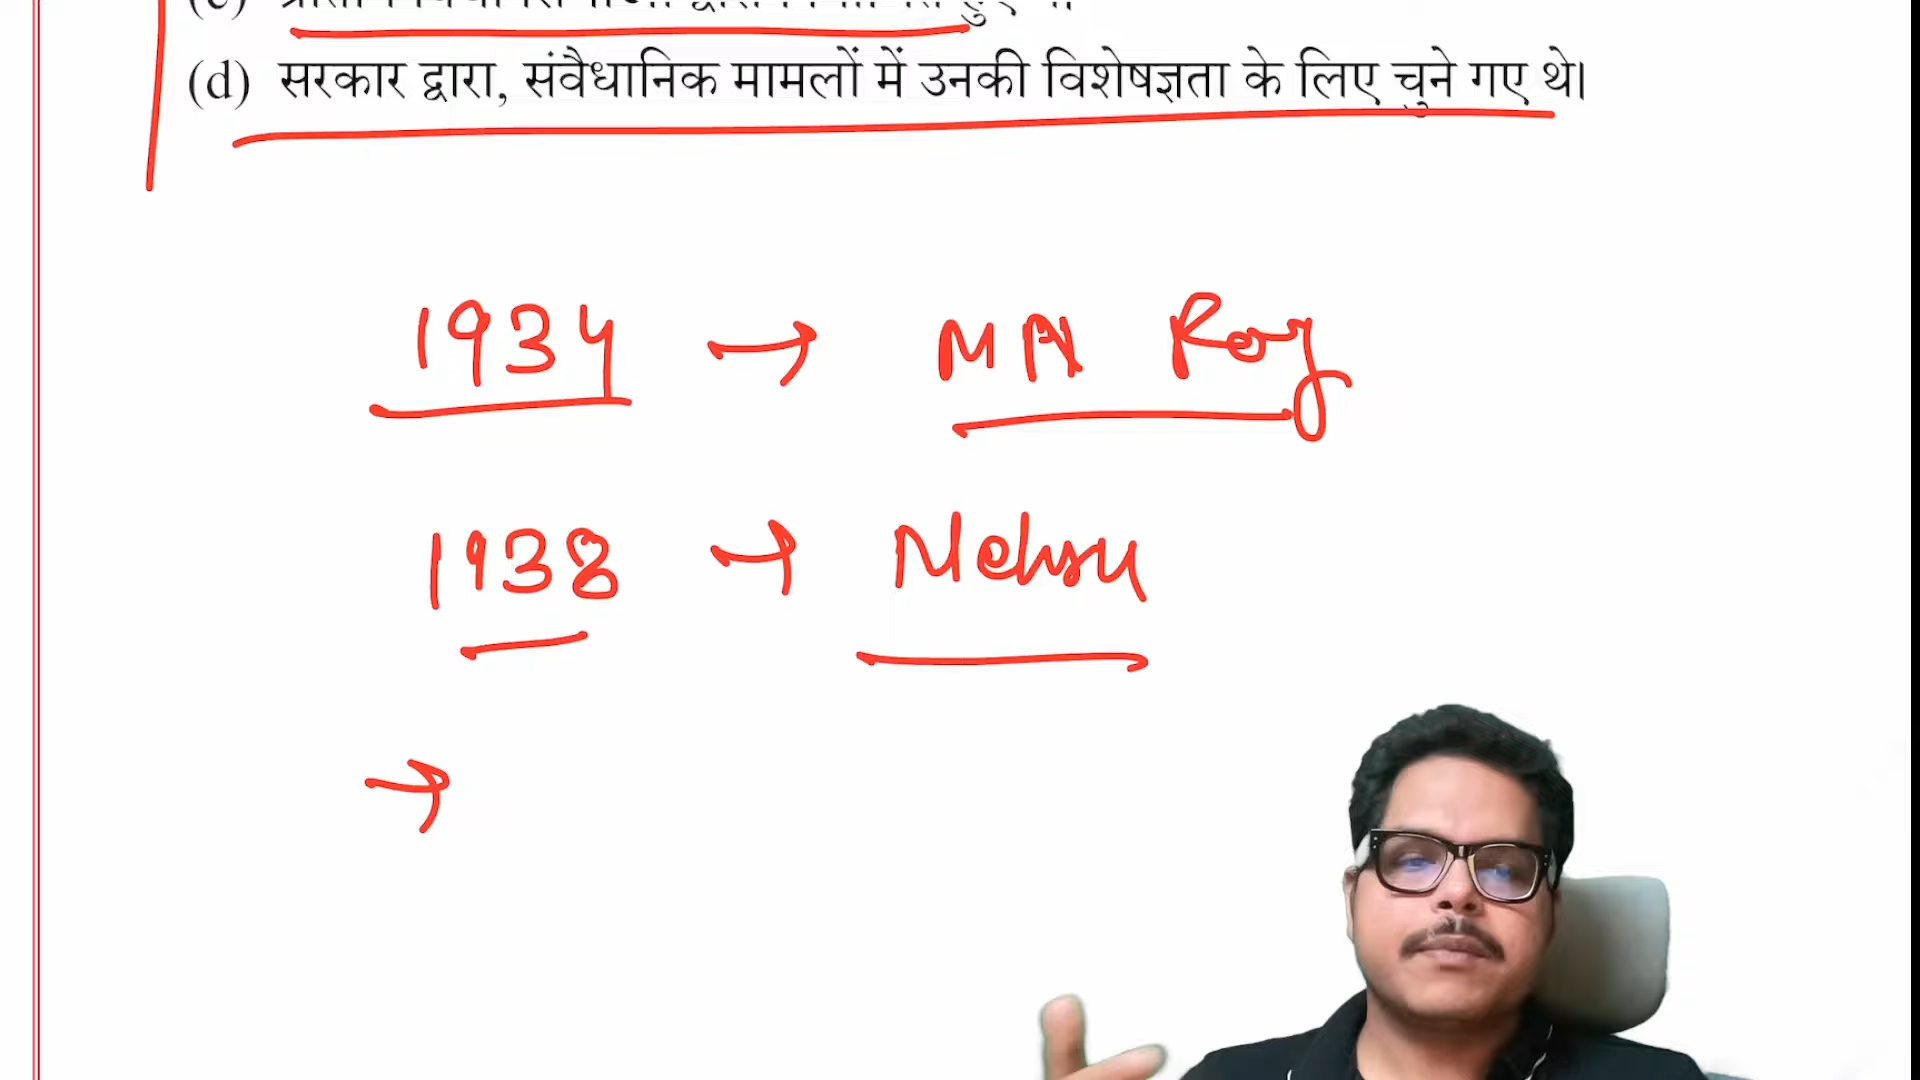 (d) सरकार द्वारा, संवैधानिक मामलों में उनकी विशेषज्ञता के लिए चुने गए थे।
1934 → MN Roy
1938 → Nehru
→